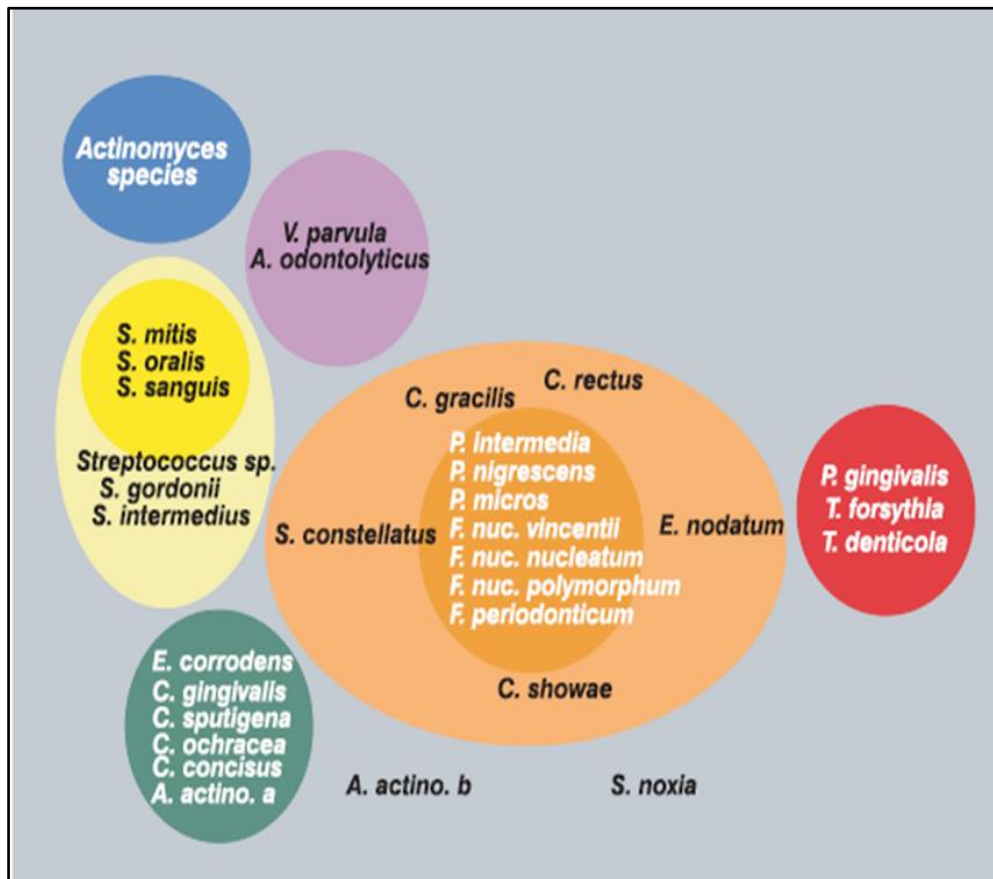 Actinomyces
species
V. parvula
A. odontolyticus
S. mitis
S. oralis
S. sanguis
Streptococcus sp.
S. gordonii
S. intermedius
C. gracilis
C. rectus
S. constellatus
P. intermedia
P. nigrescens
P. micros
F. nuc. vincentii
F. nuc. nucleatum
F. nuc. polymorphum
F. periodonticum
E. nodatum
C. showae
P. gingivalis
T. forsythia
T. denticola
E. corrodens
C. gingivalis
C. sputigena
C. ochracea
C. concisus
A. actino. a
A. actino. b
S. noxia